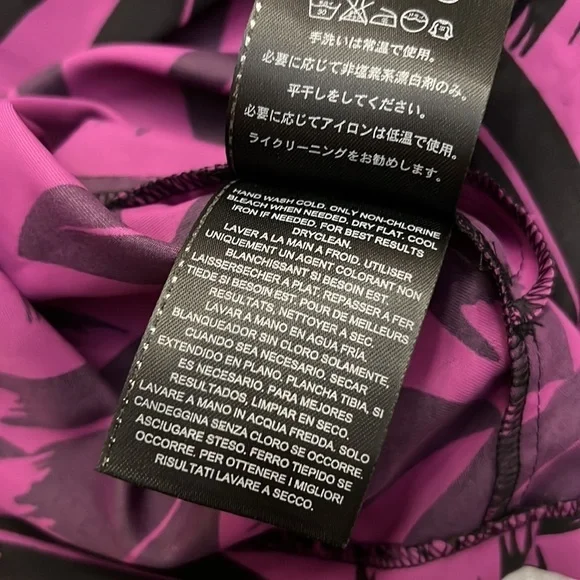 30
手洗いは常温で使用。
必要に応じて非塩素系漂白剤のみ。
平干しをしてください。
必要に応じてアイロンは低温で使用。
ライクリーニングをお勧めします。
HAND WASH COLD. ONLY NON-CHLORINE
BLEACH WHEN NEEDED. DRY FLAT, COOL
IRON IF NEEDED. FOR BEST RESULTS
DRYCLEAN.
LAVER A LA MAIN A FROID. UTILISER
UNIQUEMENT UN AGENT COLORANT NON
BLANCHISSANT SI BESOIN EST.
LAISSERSECHER A PLAT, REPASSER A FER
TIEDE SI BESOIN EST. POUR DE MEILLEURS
RESULTATS, NETTOYER A SEC
LAVAR A MANO EN AGUA FRÍA
BLANQUEADOR SIN CLORO SOLAMENTE,
CUANDO SEA NECESARIO. SECAR
EXTENDIDO EN PLANO, PLANCHA TIBIA, SI
ES NECESARIO. PARA MEJORES
RESULTADOS, LIMPIAR EN SECO.
LAVARE A MANO IN ACQUA FREDDA. SOLO
CANDEGGINA SENZA CLORO SE OCCORRE.
ASCIUGARE STESO. FERRO TIEPIDO SE
OCCORRE. PER OTTENERE I MIGLIORI
RISULTATI LAVARE A SECCO.